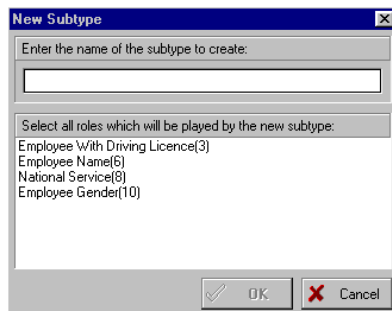 New Subtype
Enter the name of the subtype to create:
Select all roles which will be played by the new subtype:
Employee With Driving Licence(3)
Employee Name(6)
National Service(8)
Employee Gender(10)
OK
Cancel